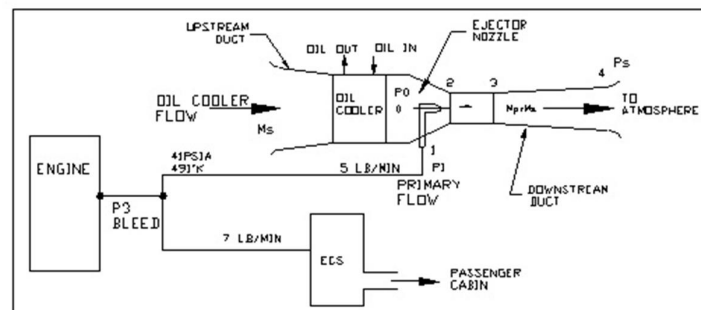 UPSTREAM
DUCT
OIL OUT
OIL IN
EJECTOR
NOZZLE
OIL COOLER
FLOW
Ms
OIL
COOLER
P0
0
2
3
4
Ps
TO
ATMOSPHERE
1
P1
PRIMARY
FLOW
DOWNSTREAM
DUCT
ENGINE
P3
BLEED
41PSIA
491°K
5 LB/MIN
7 LB/MIN
ECS
PASSENGER
CABIN